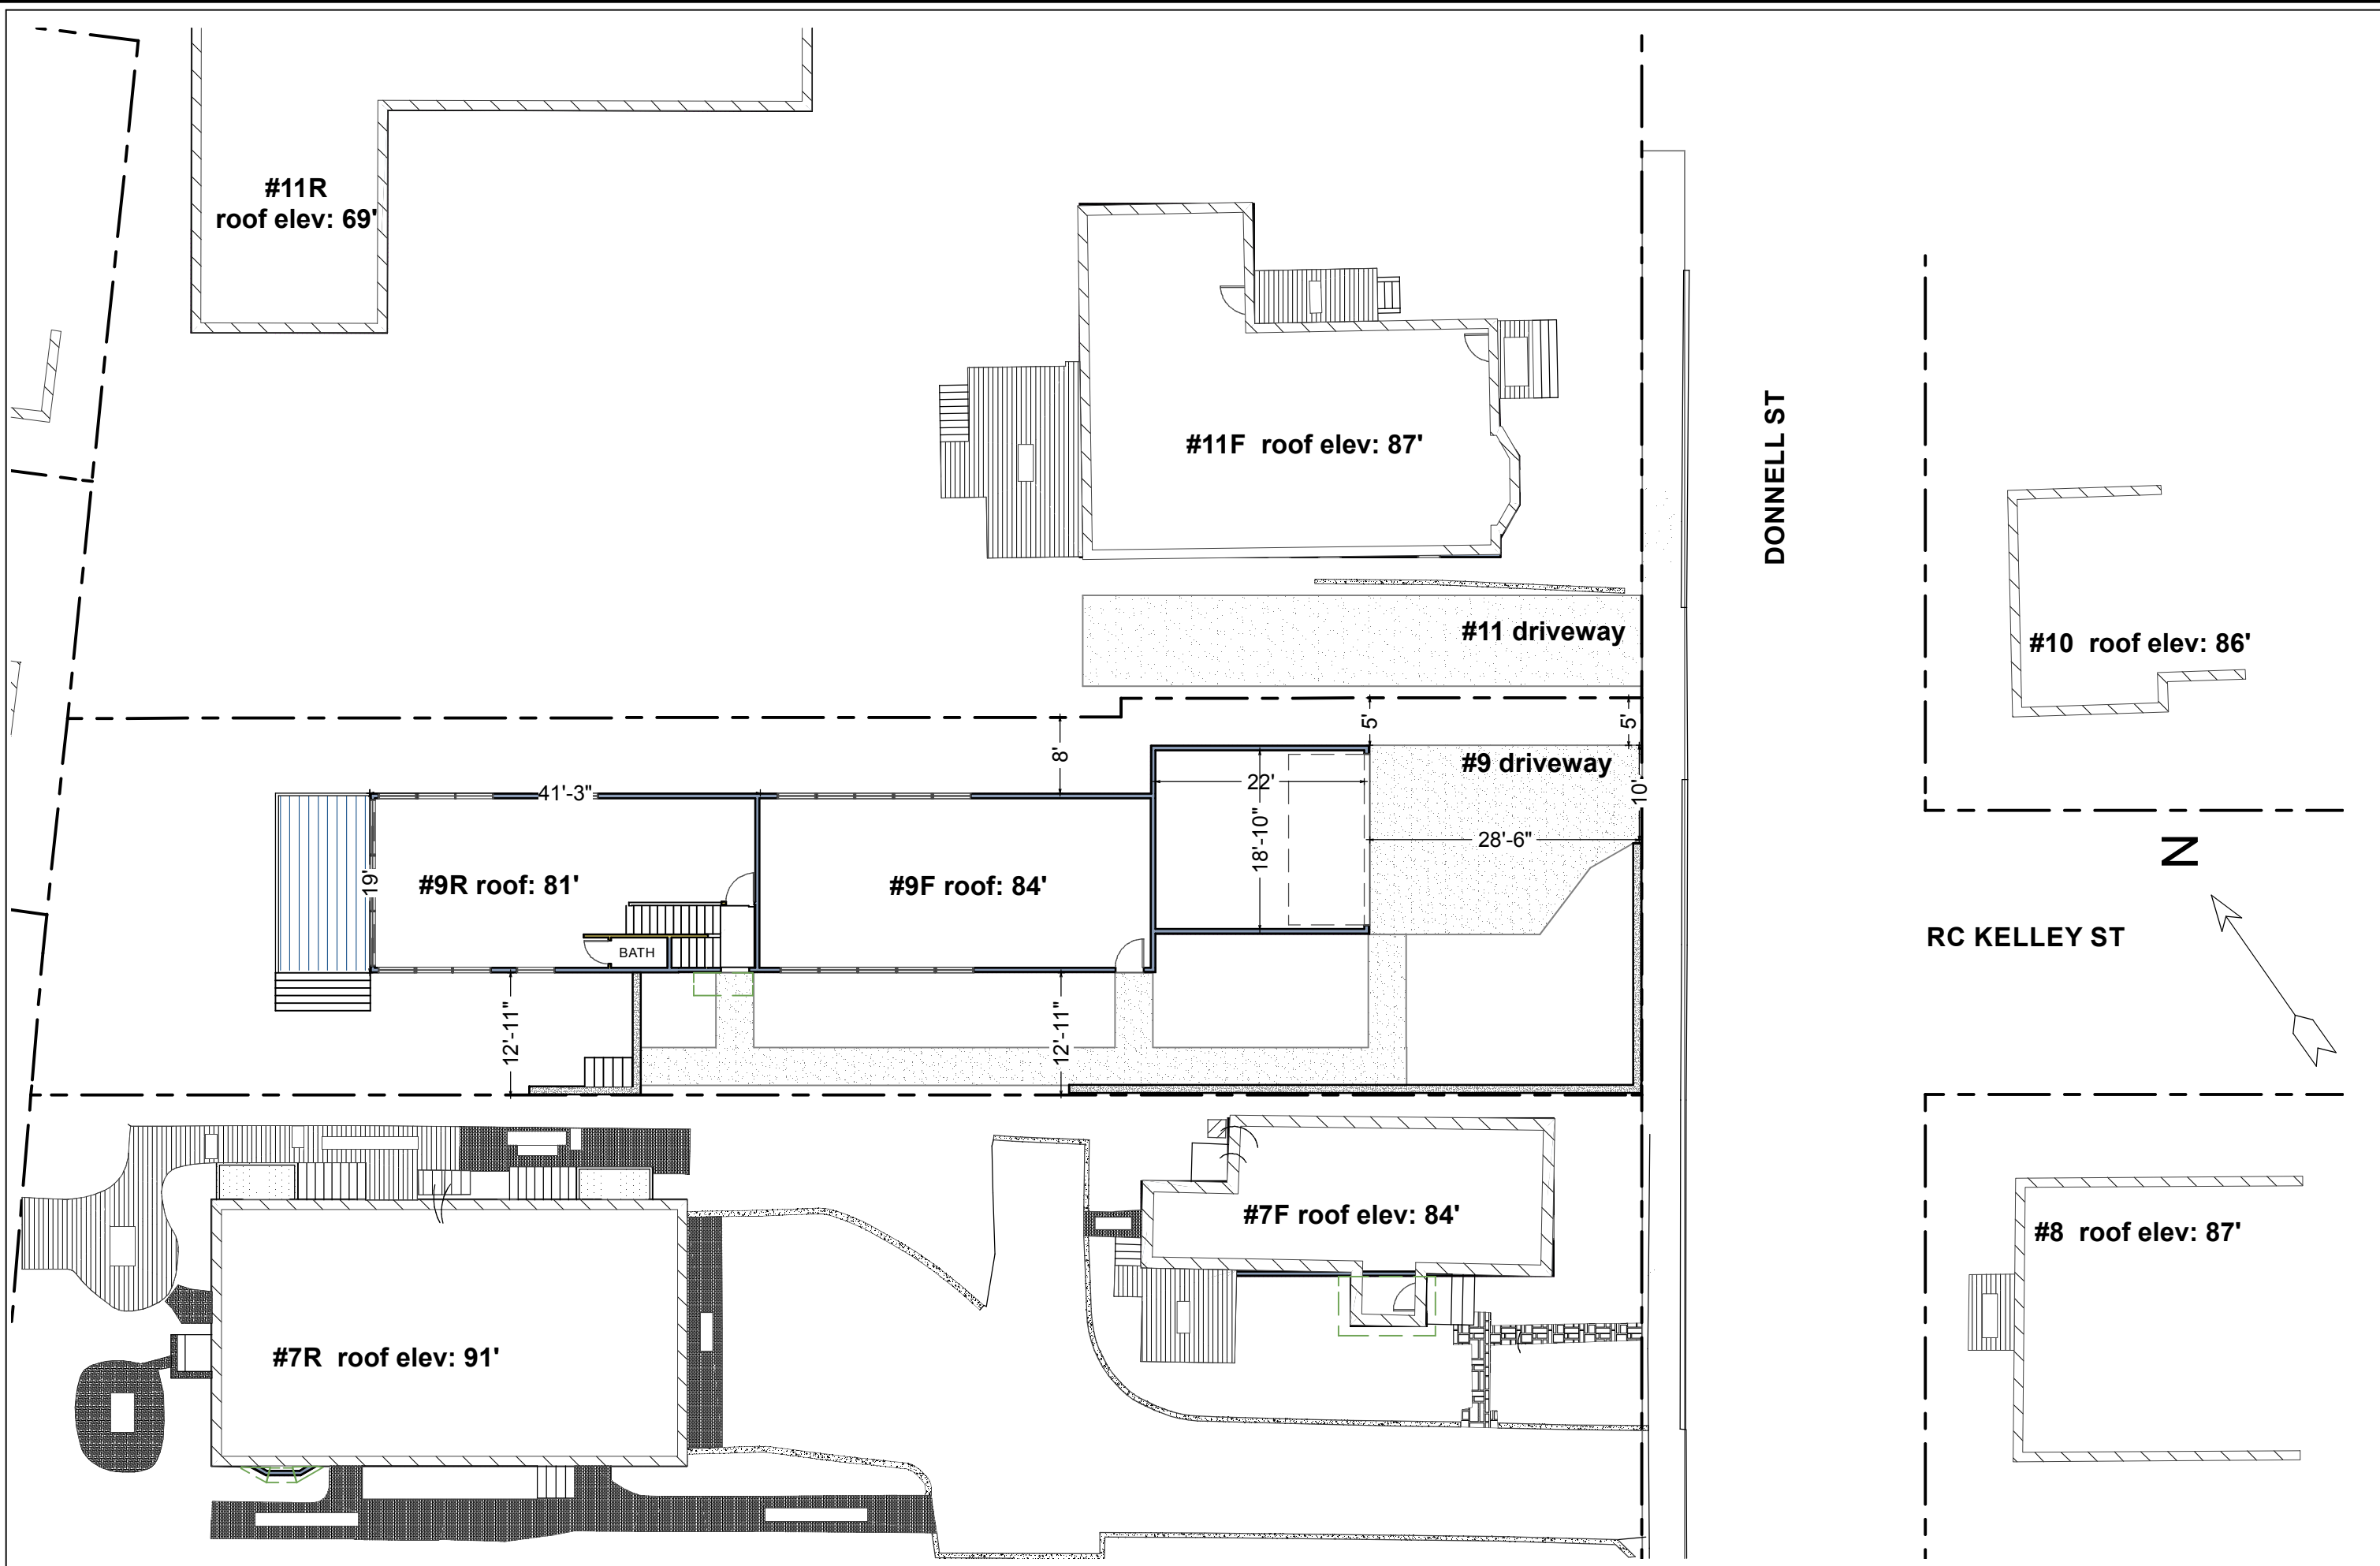 #11R
roof elev: 69'
#11F  roof elev: 87'
DONNELL ST
#11 driveway
#10  roof elev: 86'
5'
5'
8'
#9 driveway
41'-3"
22'
10'
18'-10"
28'-6"
19'
#9R roof: 81'
#9F roof: 84'
N
RC KELLEY ST
BATH
12'-11"
12'-11"
#7F roof elev: 84'
#8  roof elev: 87'
#7R  roof elev: 91'